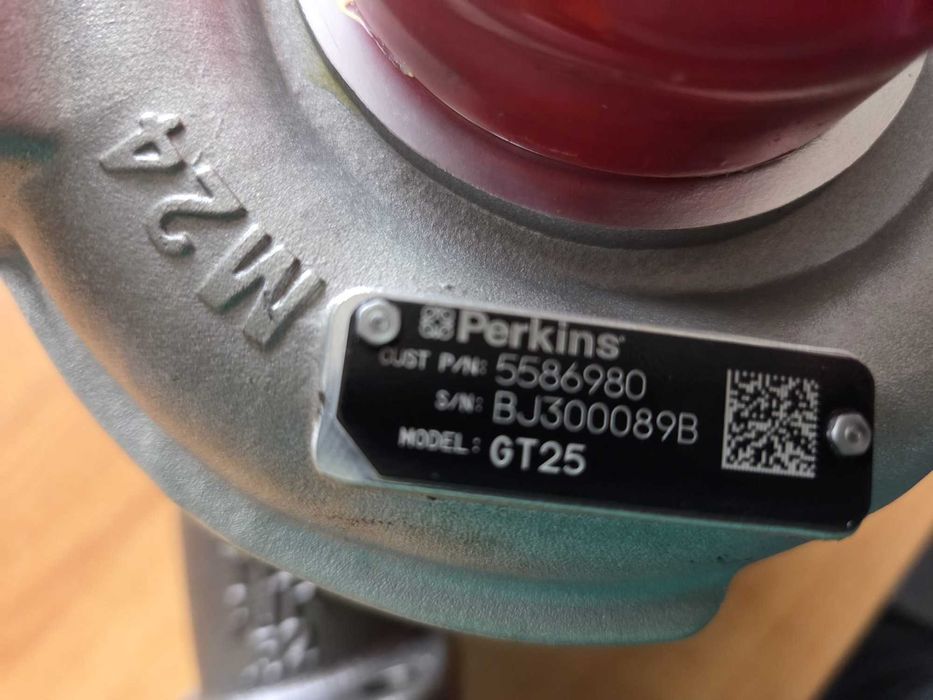 M24
Perkins
CUST P/N: 5586980
S/N: BJ300089B
MODEL: GT25